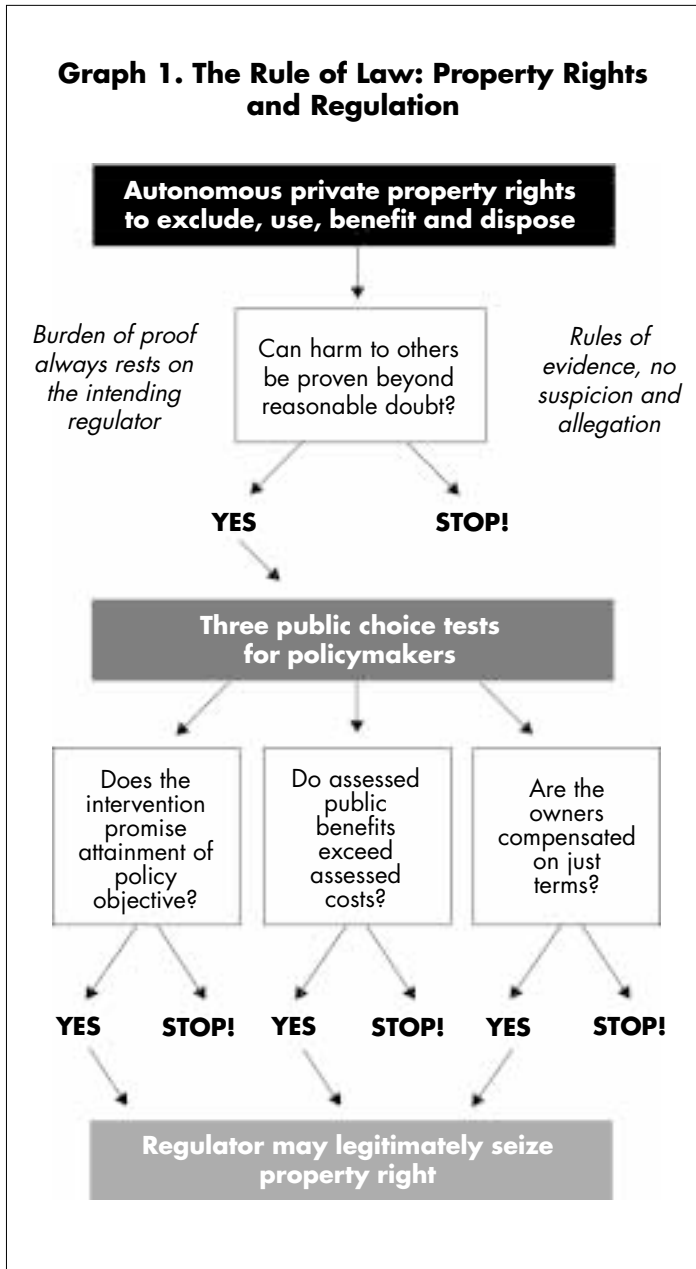 Graph 1. The Rule of Law: Property Rights
and Regulation
Autonomous private property rights
to exclude, use, benefit and dispose
Burden of proof
always rests on
the intending
regulator
Can harm to others
be proven beyond
reasonable doubt?
Rules of
evidence, no
suspicion and
allegation
YES
STOP!
Three public choice tests
for policymakers
Does the
intervention
promise
attainment of
policy
objective?
Do assessed
public
benefits
exceed
assessed
costs?
Are the
owners
compensated
on just
terms?
YES
STOP!
YES
STOP!
YES
STOP!
Regulator may legitimately seize
property right